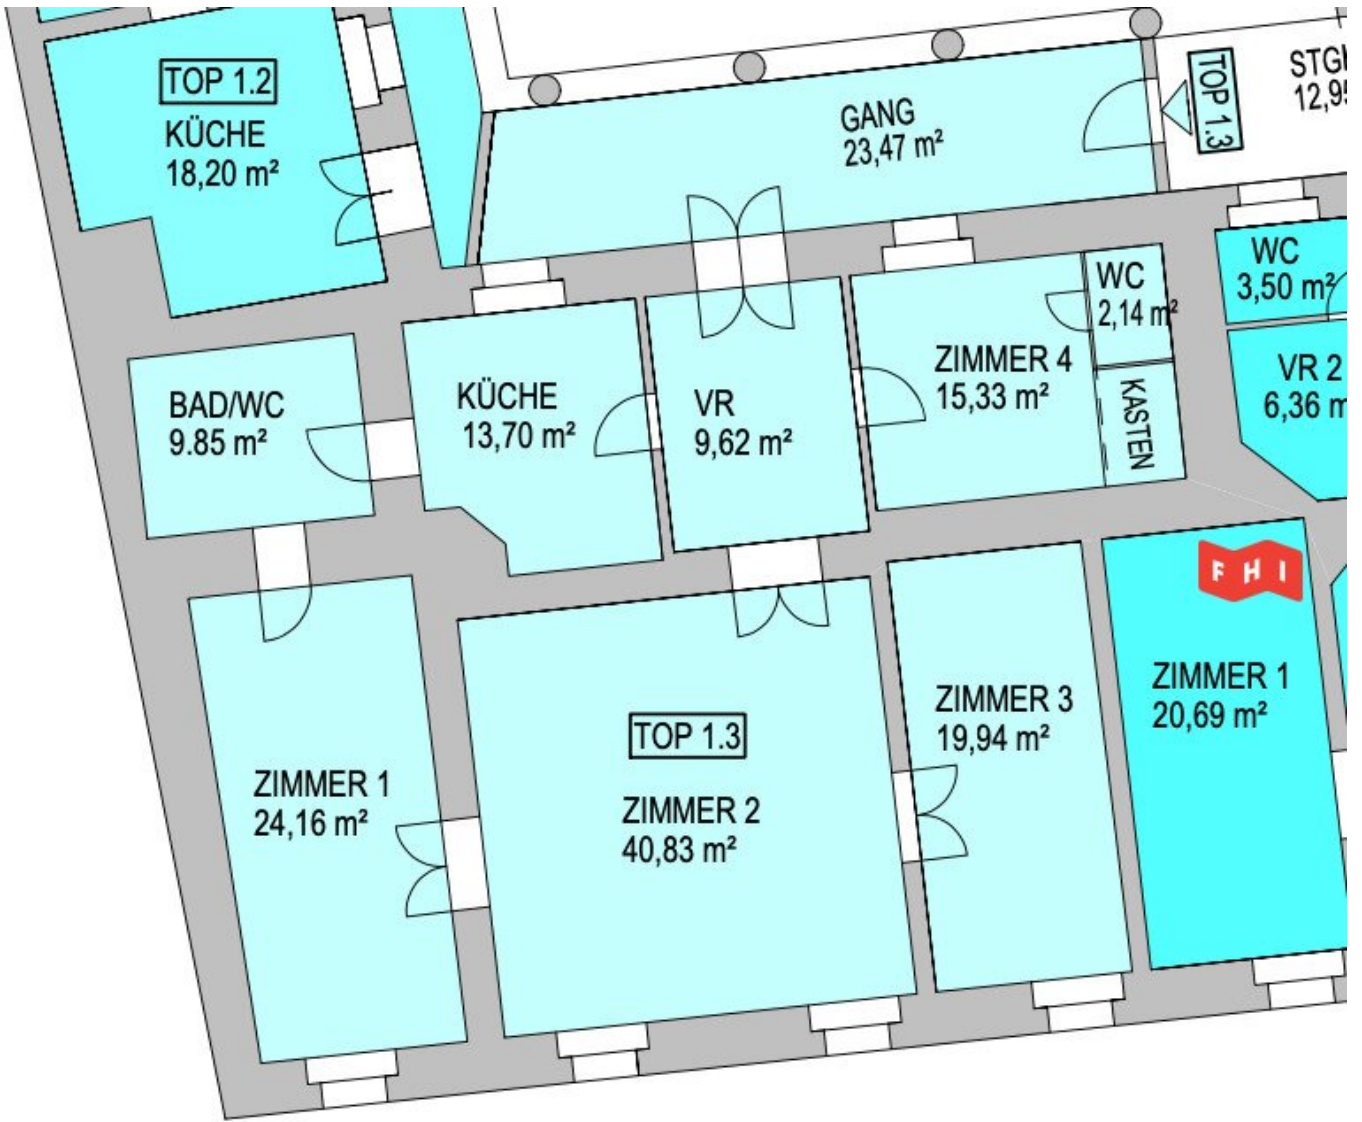 TOP 1.2
KÜCHE
18,20 m²
GANG
23,47 m²
TOP 1.3
12,95
WC
3,50 m²
WC
2,14 m²
ZIMMER 4
15,33 m²
KASTEN
VR 2
6,36 m
BAD/WC
9.85 m²
KÜCHE
13,70 m²
VR
9,62 m²
F H I
ZIMMER 1
20,69 m²
ZIMMER 3
19,94 m²
TOP 1.3
ZIMMER 2
40,83 m²
ZIMMER 1
24,16 m²